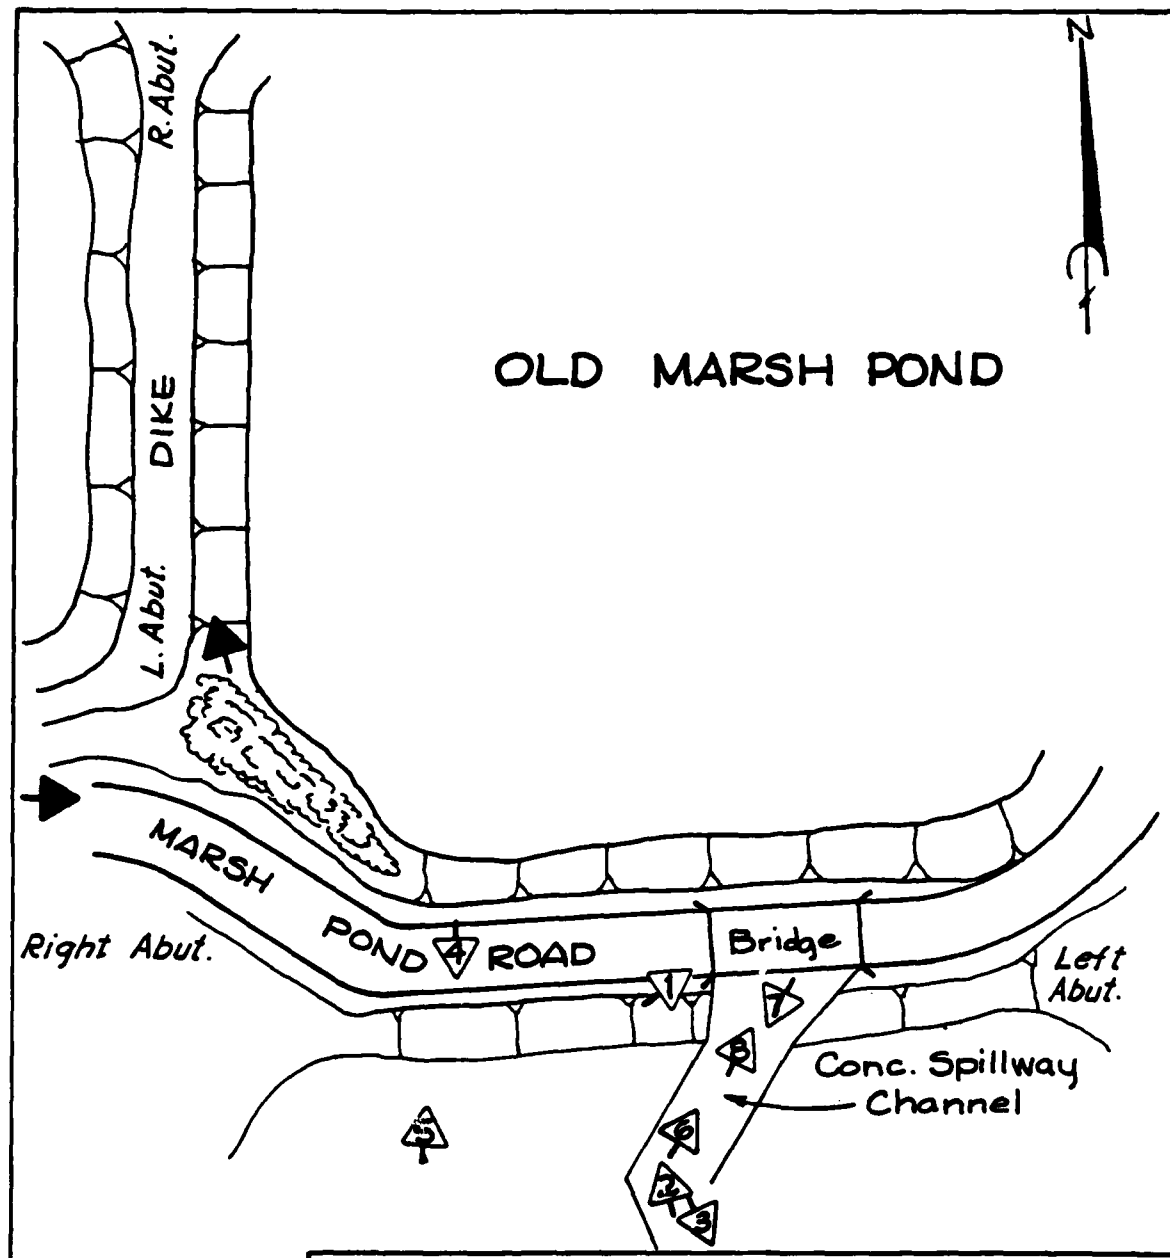 N
R. Abut.
OLD MARSH POND
DIKE
L. Abut.
MARSH POND ROAD
4
Bridge
Right Abut.
Left
Abut.
1
7
8
Conc. Spillway
Channel
6
2
3